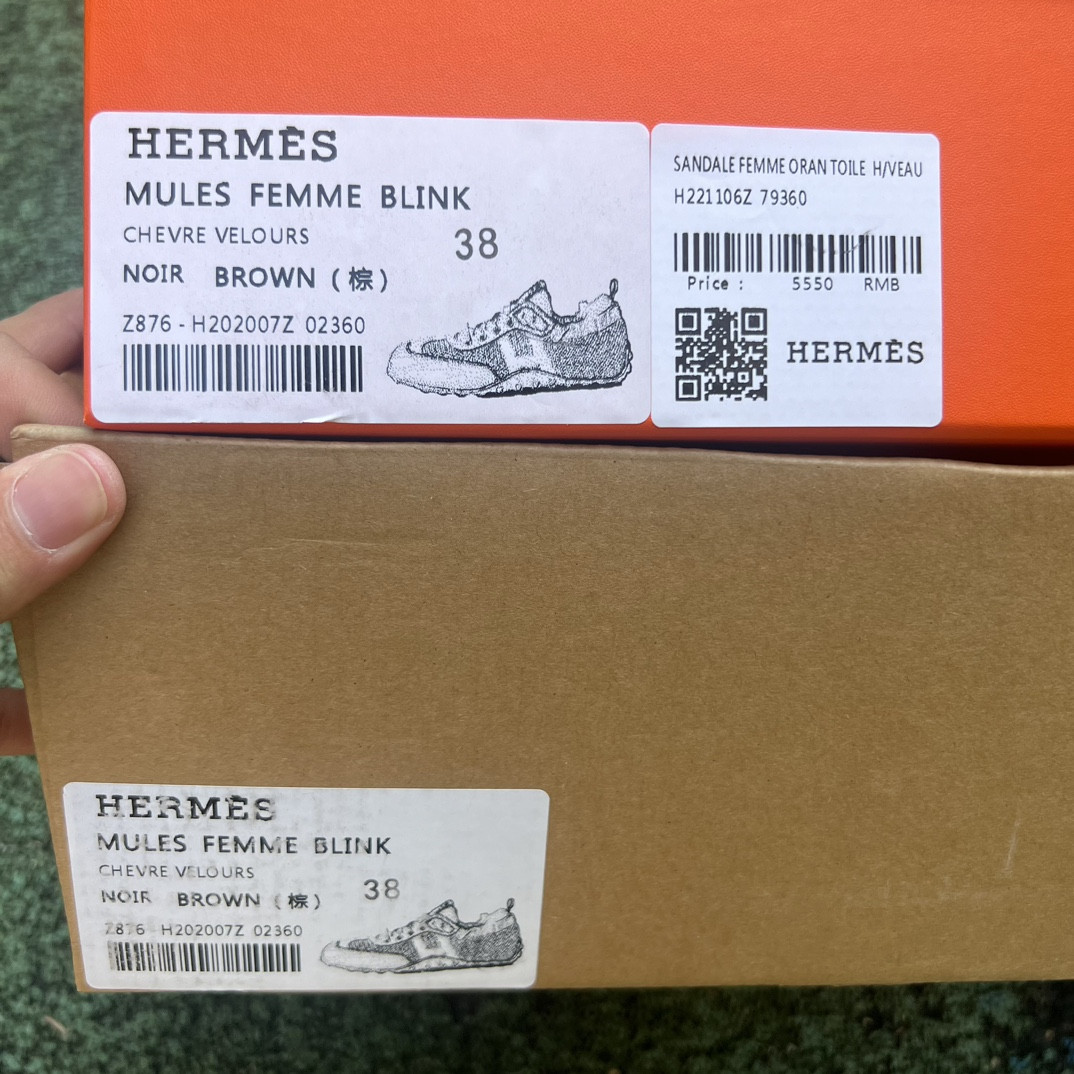 HERMÈS
MULES FEMME BLINK
CHEVRE VELOURS
38
NOIR BROWN (棕)
Z876 - H202007Z 02360
SANDALE FEMME ORAN TOILE H/VEAU
H221106Z 79360
Price : 5550 RMB
HERMÈS
HERMÈS
MULES FEMME BLINK
CHEVRE VELOURS
38
NOIR BROWN (棕)
Z876 H202007Z 02360